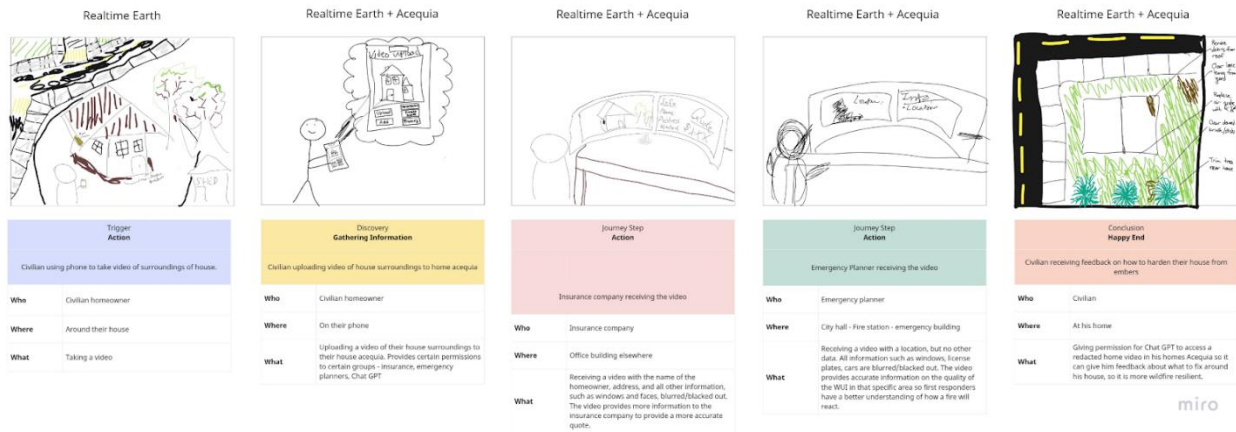 Realtime Earth
SHED
Trigger
Action
Civilian using phone to take video of surroundings of house.
Who
Civilian homeowner
Where
Around their house
What
Taking a video
Realtime Earth + Acequia
Video Upload
Discovery
Gathering Information
Civilian uploading video of house surroundings to home acequia
Who
Civilian homeowner
Where
On their phone
What
Uploading a video of their house surroundings to
their house acequia. Provides certain permissions
to certain groups - insurance, emergency
planners, Chat GPT
Realtime Earth + Acequia
Info
Name
Address
Quote
Journey Step
Action
Insurance company receiving the video
Who
Insurance company
Where
Office building elsewhere
What
Receiving a video with the name of the
homeowner, address, and all other information,
such as windows and faces, blurred/blacked out.
The video provides more information to the
insurance company to provide a more accurate
quote.
Realtime Earth + Acequia
Info
-Location
Journey Step
Action
Emergency Planner receiving the video
Who
Emergency planner
Where
City hall - Fire station - emergency building
What
Receiving a video with a location, but no other
data. All information such as windows, license
plates, cars are blurred/blacked out. The video
provides accurate information on the quality of
the WUI in that specific area so first responders
have a better understanding of how a fire will
react.
Realtime Earth + Acequia
Trim tree
near house
Conclusion
Happy End
Civilian receiving feedback on how to harden their house from
embers
Who
Civilian
Where
At his home
What
Giving permission for Chat GPT to access a
redacted home video in his homes Acequia so it
can give him feedback about what to fix around
his house, so it is more wildfire resilient.
miro